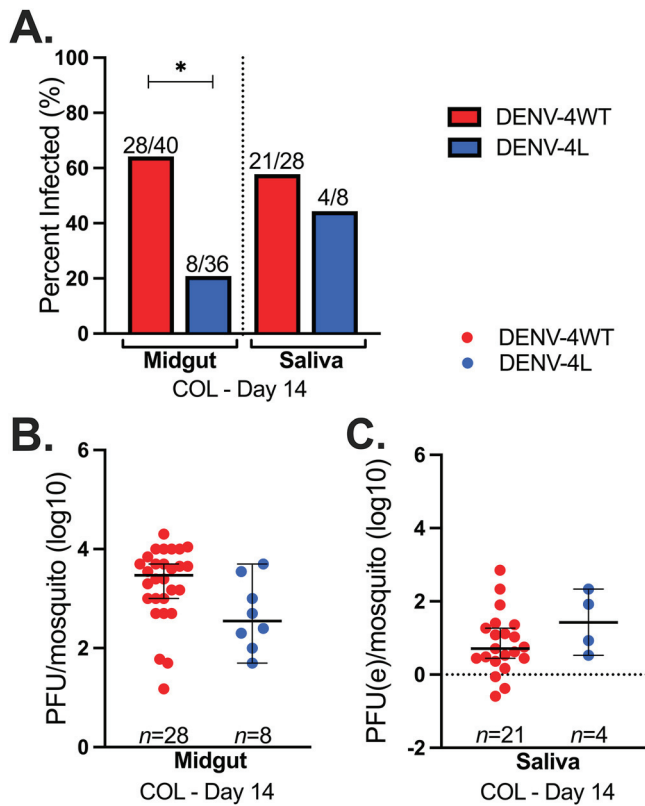 A.
Percent Infected (%)
100
80
60
40
20
0
*
28/40
8/36
21/28
4/8
Midgut Saliva
COL - Day 14
DENV-4WT
DENV-4L
DENV-4WT
DENV-4L
B.
PFU/mosquito (log10)
6
4
2
0
n=28 n=8
Midgut
COL - Day 14
C.
PFU(e)/mosquito (log10)
6
4
2
0
-2
n=21 n=4
Saliva
COL - Day 14